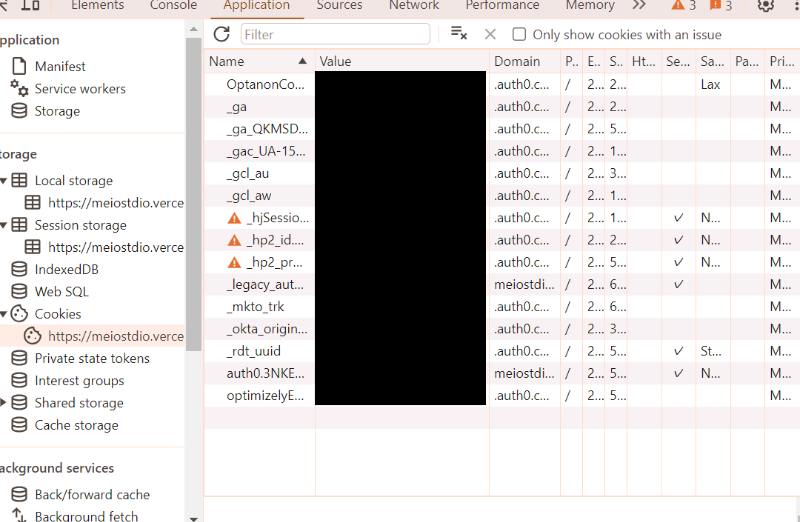 Elements Console Application Sources Network Performance Memory 3 3
pplication
Manifest
Service workers
Storage
torage
Local storage
https://meiostdio.verce
Session storage
https://meiostdio.verce
IndexedDB
Web SQL
Cookies
https://meiostdio.verce
Private state tokens
Interest groups
Shared storage
Cache storage
ackground services
Back/forward cache
Background fetch
Filter Only show cookies with an issue
Name Value Domain P.. E... S... Ht... Se... Sa... Pa... Pri...
OptanonCo... .auth0.c... / 2... 2... Lax M...
_ga .auth0.c... / 2... 2... M...
_ga_QKMSD... .auth0.c... / 2... 5... M...
_gac_UA-15... .auth0.c... / 2... 1... M...
_gcl_au .auth0.c... / 2... 3... M...
_gcl_aw .auth0.c... / 2... 1... M...
_hjSessio... .auth0.c... / 2... 1... ✓ N... M...
_hp2_id.... .auth0.c... / 2... 2... ✓ N... M...
_hp2_pr... .auth0.c... / 2... 5... ✓ N... M...
_legacy_aut... meiostdi... / 2... 6... ✓ M...
_mkto_trk .auth0.c... / 2... 6... M...
_okta_origin... .auth0.c... / 2... 3... M...
_rdt_uuid .auth0.c... / 2... 5... ✓ St... M...
auth0.3NKE... meiostdi... / 2... 5... ✓ N... M...
optimizelyE... .auth0.c... / 2... 5... M...